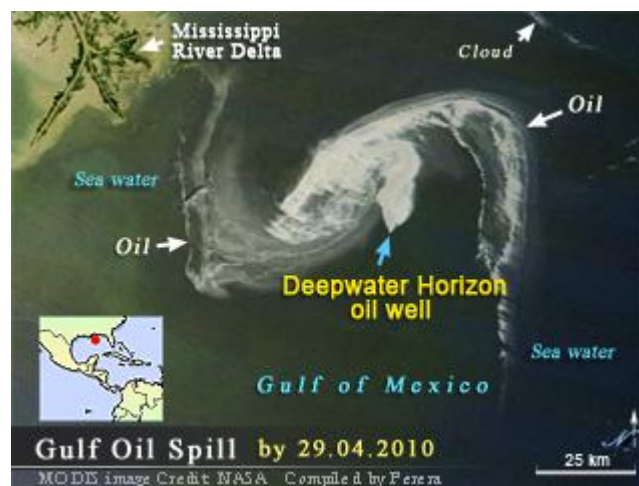 Mississippi
River Delta
Cloud
Oil
Sea water
Oil
Deepwater Horizon
oil well
Sea water
Gulf of Mexico
N
Gulf Oil Spill by 29.04.2010
25 km
MODIS image Credit NASA Compiled by Perera